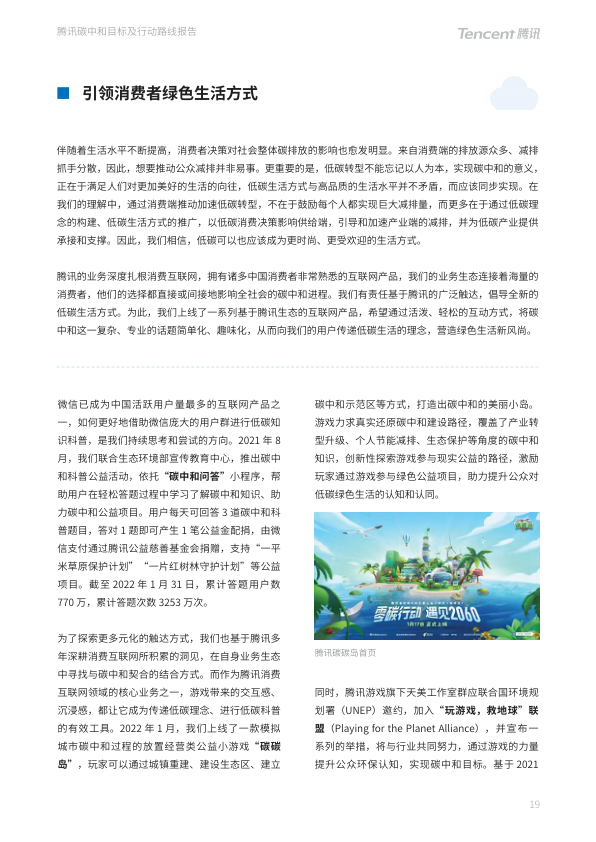 腾讯碳中和目标及行动路线报告
Tencent 腾讯
引领消费者绿色生活方式
伴随着生活水平不断提高，消费者决策对社会整体碳排放的影响也愈发明显。来自消费端的排放源众多、减排
抓手分散，因此，想要推动公众减排并非易事。更重要的是，低碳转型不能忘记以人为本，实现碳中和的意义，
正在于满足人们对更加美好的生活的向往，低碳生活方式与高品质的生活水平并不矛盾，而应该同步实现。在
我们的理解中，通过消费端推动加速低碳转型，不在于鼓励每个人都实现巨大减排量，而更多在于通过低碳理
念的构建、低碳生活方式的推广，以低碳消费决策影响供给端，引导和加速产业端的减排，并为低碳产业提供
承接和支撑。因此，我们相信，低碳可以也应该成为更时尚、更受欢迎的生活方式。
腾讯的业务深度扎根消费互联网，拥有诸多中国消费者非常熟悉的互联网产品，我们的业务生态连接着海量的
消费者，他们的选择都直接或间接地影响全社会的碳中和进程。我们有责任基于腾讯的广泛触达，倡导全新的
低碳生活方式。为此，我们上线了一系列基于腾讯生态的互联网产品，希望通过活泼、轻松的互动方式，将碳
中和这一复杂、专业的话题简单化、趣味化，从而向我们的用户传递低碳生活的理念，营造绿色生活新风尚。
微信已成为中国活跃用户量最多的互联网产品之
一，如何更好地借助微信庞大的用户群进行低碳知
识科普，是我们持续思考和尝试的方向。2021 年 8
月，我们联合生态环境部宣传教育中心，推出碳中
和科普公益活动，依托“碳中和问答”小程序，帮
助用户在轻松答题过程中学习了解碳中和知识、助
力碳中和公益项目。用户每天可回答 3 道碳中和科
普题目，答对 1 题即可产生 1 笔公益金配捐，由微
信支付通过腾讯公益慈善基金会捐赠，支持“一平
米草原保护计划”“一片红树林守护计划”等公益
项目。截至 2022 年 1 月 31 日，累计答题用户数
770 万，累计答题次数 3253 万次。
为了探索更多元化的触达方式，我们也基于腾讯多
年深耕消费互联网所积累的洞见，在自身业务生态
中寻找与碳中和契合的结合方式。而作为腾讯消费
互联网领域的核心业务之一，游戏带来的交互感、
沉浸感，都让它成为传递低碳理念、进行低碳科普
的有效工具。2022 年 1 月，我们上线了一款模拟
城市碳中和过程的放置经营类公益小游戏“碳碳
岛”，玩家可以通过城镇重建、建设生态区、建立
碳中和示范区等方式，打造出碳中和的美丽小岛。
游戏力求真实还原碳中和建设路径，覆盖了产业转
型升级、个人节能减排、生态保护等角度的碳中和
知识，创新性探索游戏参与现实公益的路径，激励
玩家通过游戏参与绿色公益项目，助力提升公众对
低碳绿色生活的认知和认同。
零碳行动 遇见2060
腾讯碳碳岛首页
同时，腾讯游戏旗下天美工作室群应联合国环境规
划署（UNEP）邀约，加入“玩游戏，救地球”联
盟（Playing for the Planet Alliance），并宣布一
系列的举措，将与行业共同努力，通过游戏的力量
提升公众环保认知，实现碳中和目标。基于 2021
19